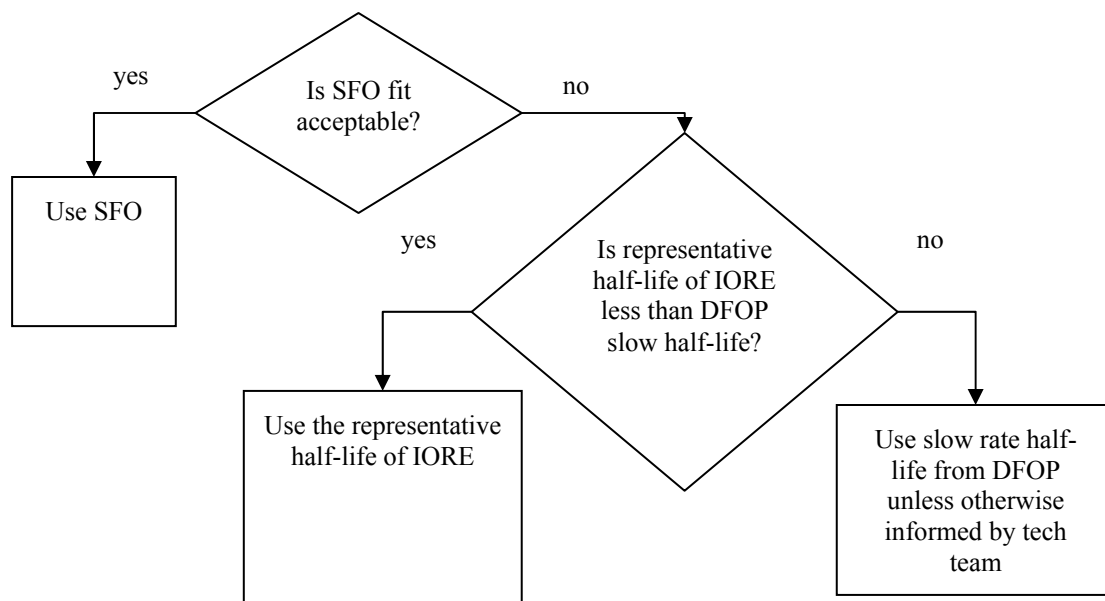 yes
Is SFO fit
acceptable?
no
Use SFO
yes
Is representative
half-life of IORE
less than DFOP
slow half-life?
no
Use the representative
half-life of IORE
Use slow rate half-
life from DFOP
unless otherwise
informed by tech
team